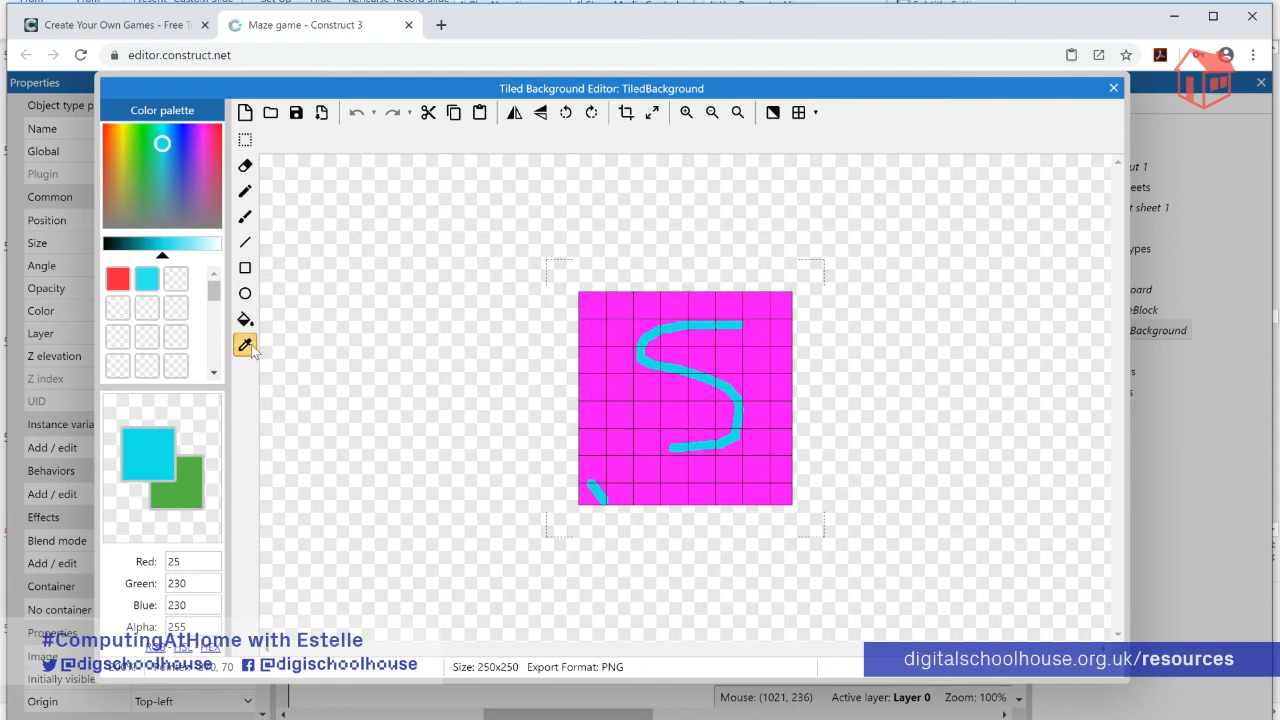 Create Your Own Games - Free Tr
Maze game - Construct 3
editor.construct.net
Properties
Tiled Background Editor: TiledBackground
Object type p
Color palette
Name
Global
Plugin
Common
Position
Size
Angle
Opacity
Color
Layer
Z elevation
Z index
UID
Instance varia
Add / edit
Behaviors
Add / edit
Effects
Blend mode
Add / edit
Container
No container
Properties
Image
Initially visible
Origin
Top-left
ut 1
eets
t sheet 1
ypes
oard
eBlock
Background
Red: 25
Green: 230
Blue: 230
Alpha: 255
RGB HSL HEX
Size: 250x250 Export Format: PNG
Mouse: (1021, 236) Active layer: Layer 0 Zoom: 100%
#ComputingAtHome with Estelle
@digschoolhouse @digischoolhouse
digitalschoolhouse.org.uk/resources